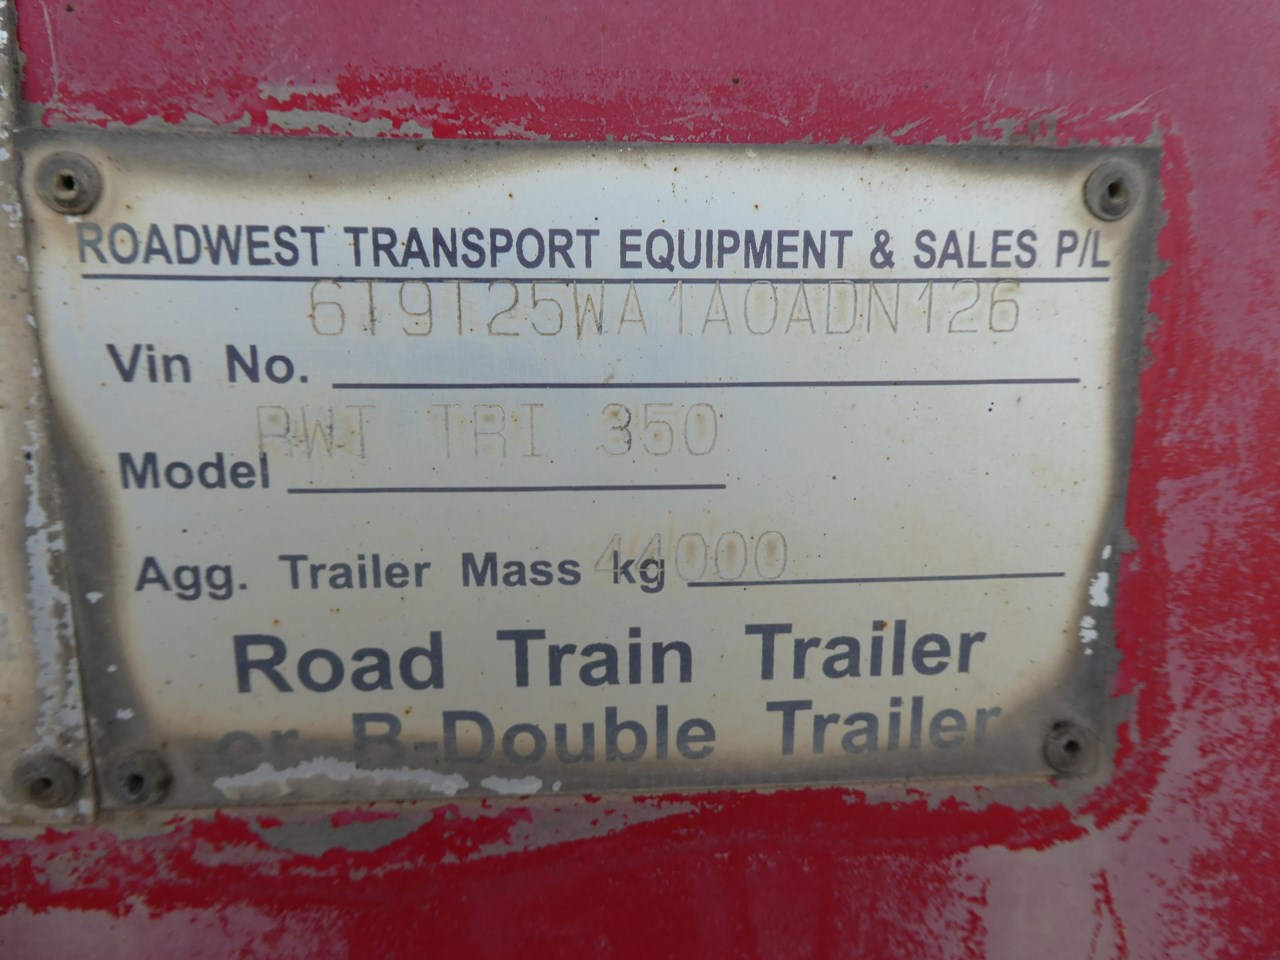 ROADWEST TRANSPORT EQUIPMENT & SALES P/L
6T9T25WA1A0ADN126
Vin No.
RWT TRI 350
Model
Agg. Trailer Mass kg 44000
Road Train Trailer
or B-Double Trailer